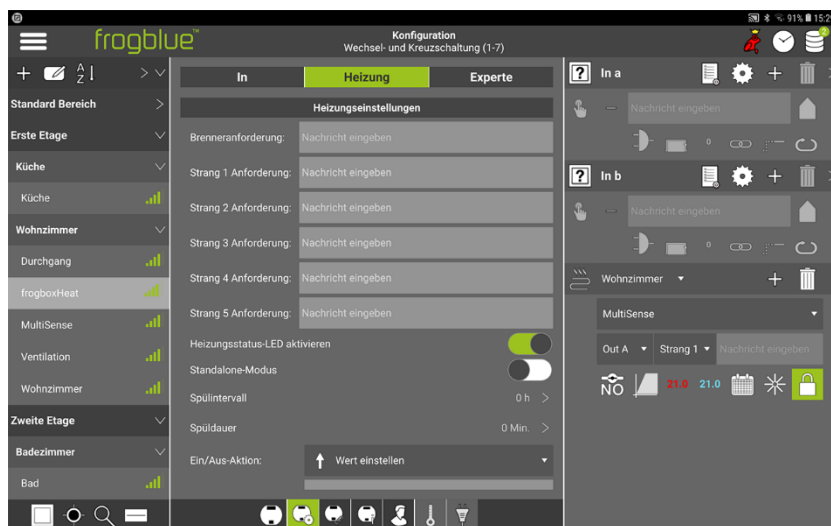 91% 15:2
frogblue™
Konfiguration
Wechsel- und Kreuzschaltung (1-7)
2
A
Z
Standard Bereich
Erste Etage
Küche
Küche
Wohnzimmer
Durchgang
frogboxHeat
MultiSense
Ventilation
Wohnzimmer
Zweite Etage
Badezimmer
Bad
In
Heizung
Experte
Heizungseinstellungen
Brenneranforderung: Nachricht eingeben
Strang 1 Anforderung: Nachricht eingeben
Strang 2 Anforderung: Nachricht eingeben
Strang 3 Anforderung: Nachricht eingeben
Strang 4 Anforderung: Nachricht eingeben
Strang 5 Anforderung: Nachricht eingeben
Heizungsstatus-LED aktivieren
Standalone-Modus
Spülintervall 0 h
Spüldauer 0 Min.
Ein/Aus-Aktion: Wert einstellen
? In a
Nachricht eingeben
0
? In b
Nachricht eingeben
0
Wohnzimmer
MultiSense
Out A Strang 1 Nachricht eingeben
NO 21.0 21.0